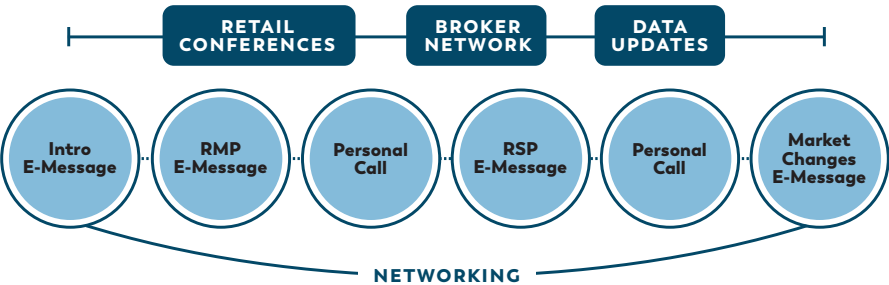 RETAIL
CONFERENCES
BROKER
NETWORK
DATA
UPDATES
Intro
E-Message
RMP
E-Message
Personal
Call
RSP
E-Message
Personal
Call
Market
Changes
E-Message
NETWORKING